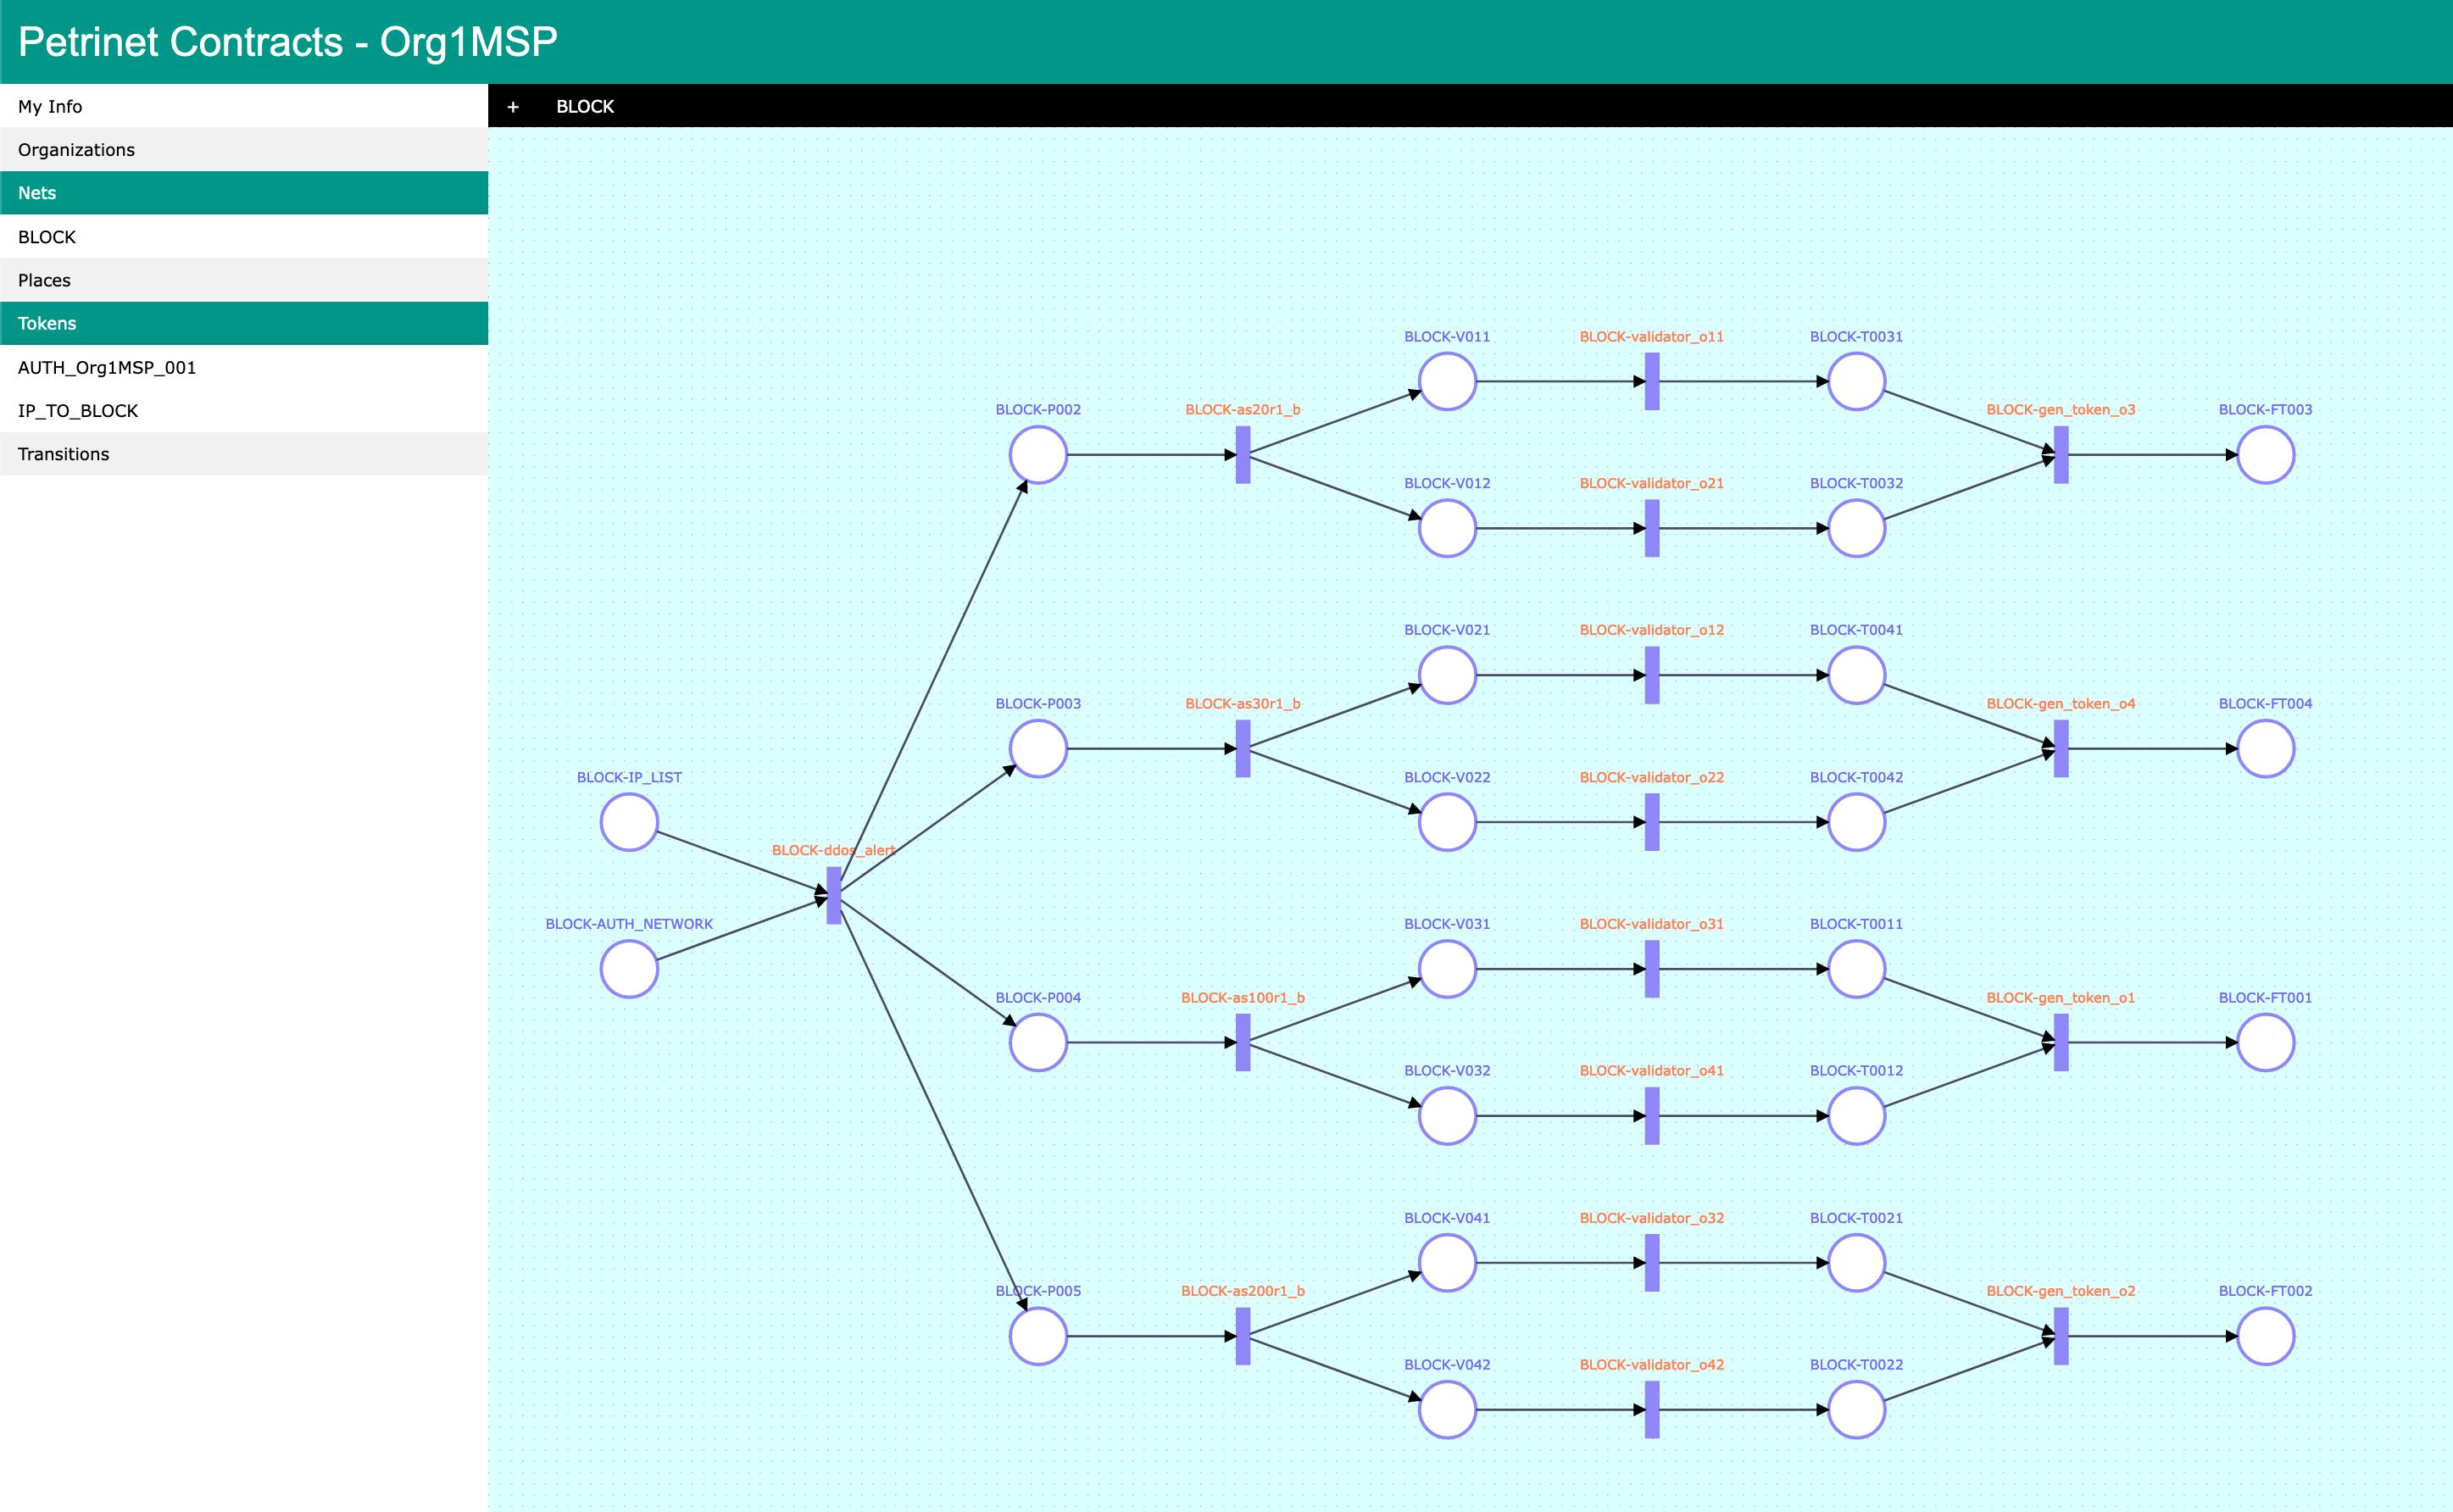 Petrinet Contracts - Org1MSP
My Info
Organizations
Nets
BLOCK
Places
Tokens
AUTH_Org1MSP_001
IP_TO_BLOCK
Transitions
+ BLOCK
BLOCK-V011 BLOCK-validator_o11 BLOCK-T0031
BLOCK-P002 BLOCK-as20r1_b BLOCK-gen_token_o3 BLOCK-FT003
BLOCK-V012 BLOCK-validator_o21 BLOCK-T0032
BLOCK-V021 BLOCK-validator_o12 BLOCK-T0041
BLOCK-P003 BLOCK-as30r1_b BLOCK-gen_token_o4 BLOCK-FT004
BLOCK-IP_LIST BLOCK-V022 BLOCK-validator_o22 BLOCK-T0042
BLOCK-ddos_alert
BLOCK-AUTH_NETWORK BLOCK-V031 BLOCK-validator_o31 BLOCK-T0011
BLOCK-P004 BLOCK-as100r1_b BLOCK-gen_token_o1 BLOCK-FT001
BLOCK-V032 BLOCK-validator_o41 BLOCK-T0012
BLOCK-V041 BLOCK-validator_o32 BLOCK-T0021
BLOCK-P005 BLOCK-as200r1_b BLOCK-gen_token_o2 BLOCK-FT002
BLOCK-V042 BLOCK-validator_o42 BLOCK-T0022